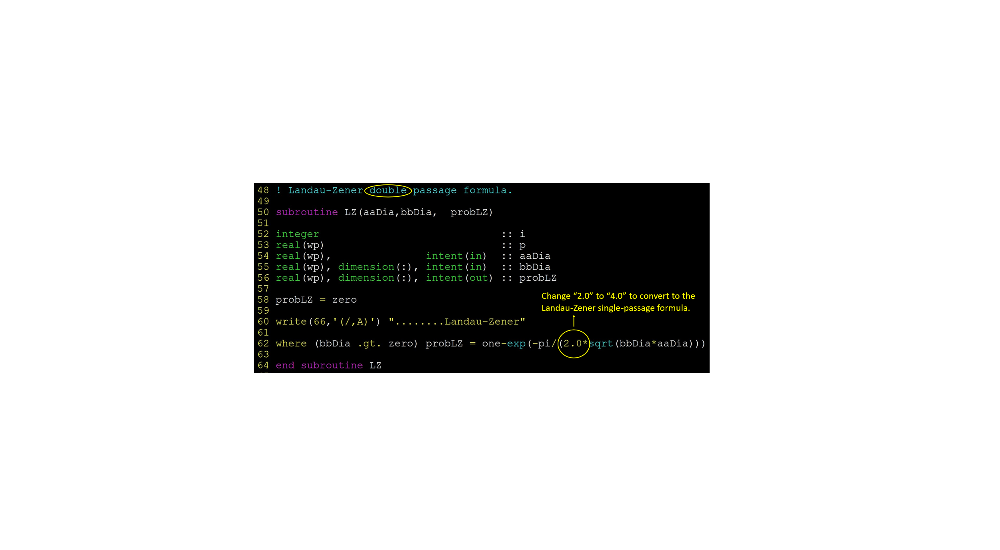 48 ! Landau-Zener double passage formula.
49
50 subroutine LZ(aaDia,bbDia,  probLZ)
51
52 integer                             :: i
53 real(wp)                            :: p
54 real(wp),               intent(in)  :: aaDia
55 real(wp), dimension(:), intent(in)  :: bbDia
56 real(wp), dimension(:), intent(out) :: probLZ
57
58 probLZ = zero
Change “2.0” to “4.0” to convert to the
Landau-Zener single-passage formula.
59
60 write(66,'(/,A)') "........Landau-Zener"
61
62 where (bbDia .gt. zero) probLZ = one-exp(-pi/(2.0*sqrt(bbDia*aaDia)))
63
64 end subroutine LZ